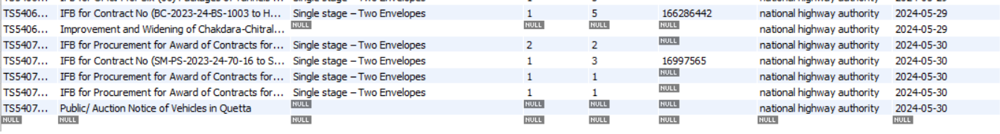 TS5406... IFB for Contract No (BC-2023-24-BS-1003 to H... Single stage – Two Envelopes 1 5 166286442 national highway authority 2024-05-29
TS5406... Improvement and Widening of Chakdara-Chitral... NULL NULL NULL NULL national highway authority 2024-05-29
TS5407... IFB for Procurement for Award of Contracts for... Single stage – Two Envelopes 2 2 NULL national highway authority 2024-05-30
TS5407... IFB for Contract No (SM-PS-2023-24-70-16 to S... Single stage – Two Envelopes 1 3 16997565 national highway authority 2024-05-30
TS5407... IFB for Procurement for Award of Contracts for... Single stage – Two Envelopes 1 1 NULL national highway authority 2024-05-30
TS5407... IFB for Procurement for Award of Contracts for... Single stage – Two Envelopes 1 1 NULL national highway authority 2024-05-30
TS5407... Public/ Auction Notice of Vehicles in Quetta NULL NULL NULL NULL national highway authority 2024-05-30
NULL NULL NULL NULL NULL NULL NULL NULL